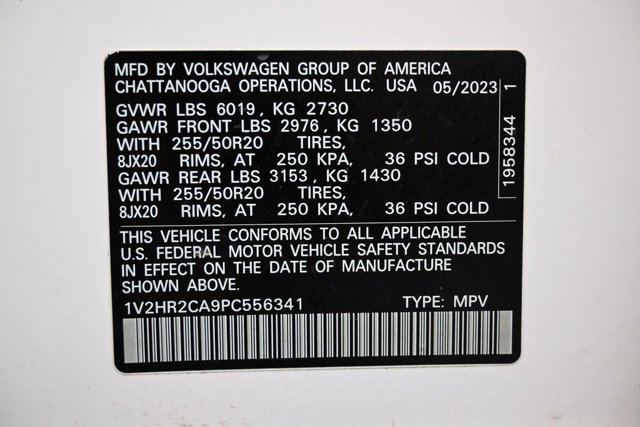 MFD BY VOLKSWAGEN GROUP OF AMERICA
CHATTANOOGA OPERATIONS, LLC. USA 05/2023
GVWR LBS 6019, KG 2730
GAWR FRONT LBS 2976, KG 1350
WITH 255/50R20 TIRES,
8JX20 RIMS, AT 250 KPA, 36 PSI COLD
GAWR REAR LBS 3153, KG 1430
WITH 255/50R20 TIRES,
8JX20 RIMS, AT 250 KPA, 36 PSI COLD
THIS VEHICLE CONFORMS TO ALL APPLICABLE
U.S. FEDERAL MOTOR VEHICLE SAFETY STANDARDS
IN EFFECT ON THE DATE OF MANUFACTURE
SHOWN ABOVE.
1V2HR2CA9PC556341 TYPE: MPV
1958344 1